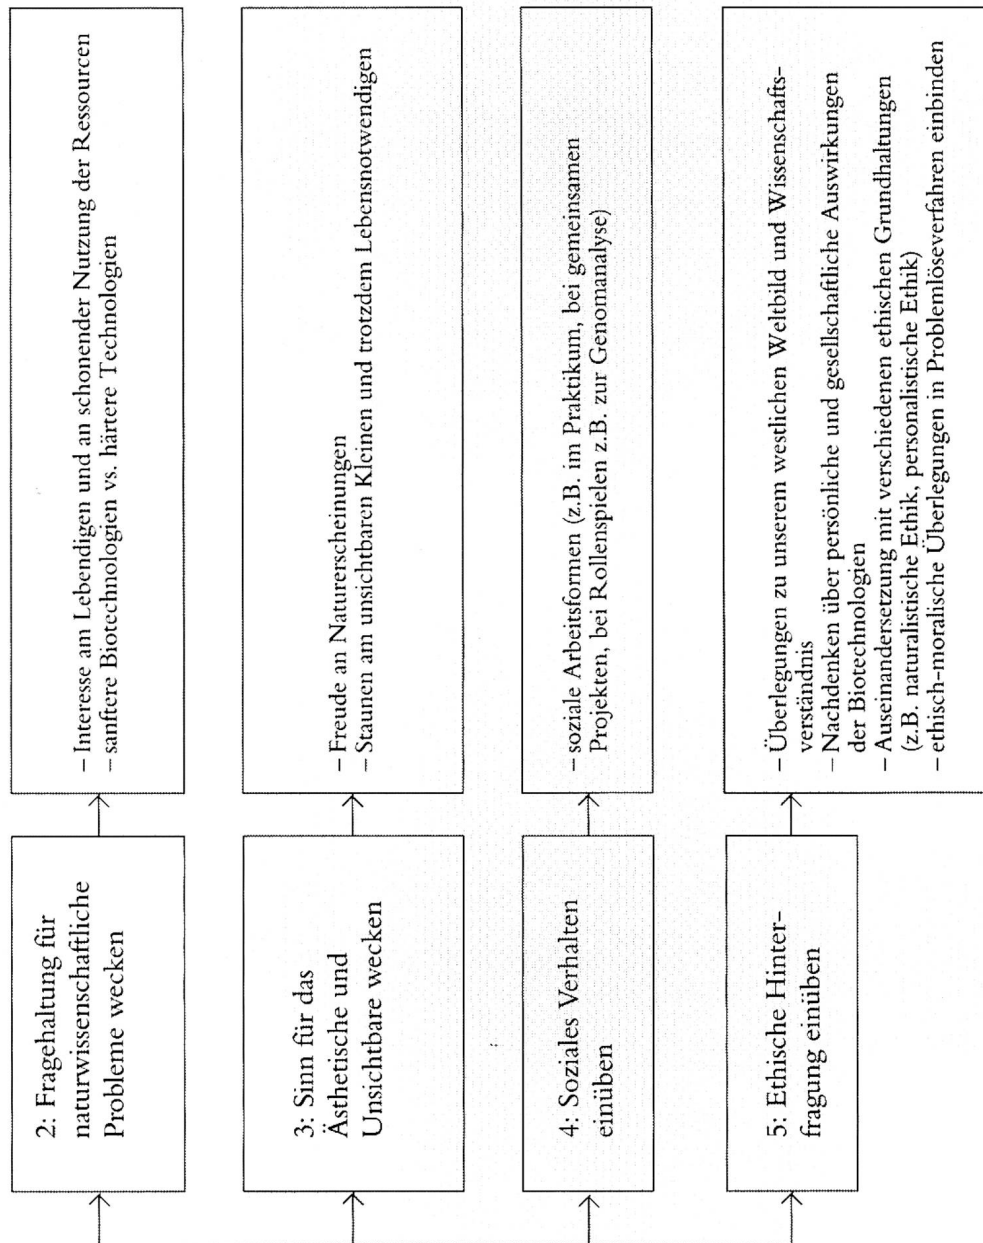 2: Fragehaltung für
naturwissenschaftliche
Probleme wecken
– Interesse am Lebendigen und an schonender Nutzung der Ressourcen
– sanftere Biotechnologien vs. härtere Technologien
3: Sinn für das
Ästhetische und
Unsichtbare wecken
– Freude an Naturerscheinungen
– Staunen am unsichtbaren Kleinen und trotzdem Lebensnotwendigen
4: Soziales Verhalten
einüben
– soziale Arbeitsformen (z.B. im Praktikum, bei gemeinsamen
Projekten, bei Rollenspielen z.B. zur Genomanalyse)
5: Ethische Hinter-
fragung einüben
– Überlegungen zu unserem westlichen Weltbild und Wissenschafts-
verständnis
– Nachdenken über persönliche und gesellschaftliche Auswirkungen
der Biotechnologien
– Auseinandersetzung mit verschiedenen ethischen Grundhaltungen
(z.B. naturalistische Ethik, personalistische Ethik)
– ethisch-moralische Überlegungen in Problemlöseverfahren einbinden